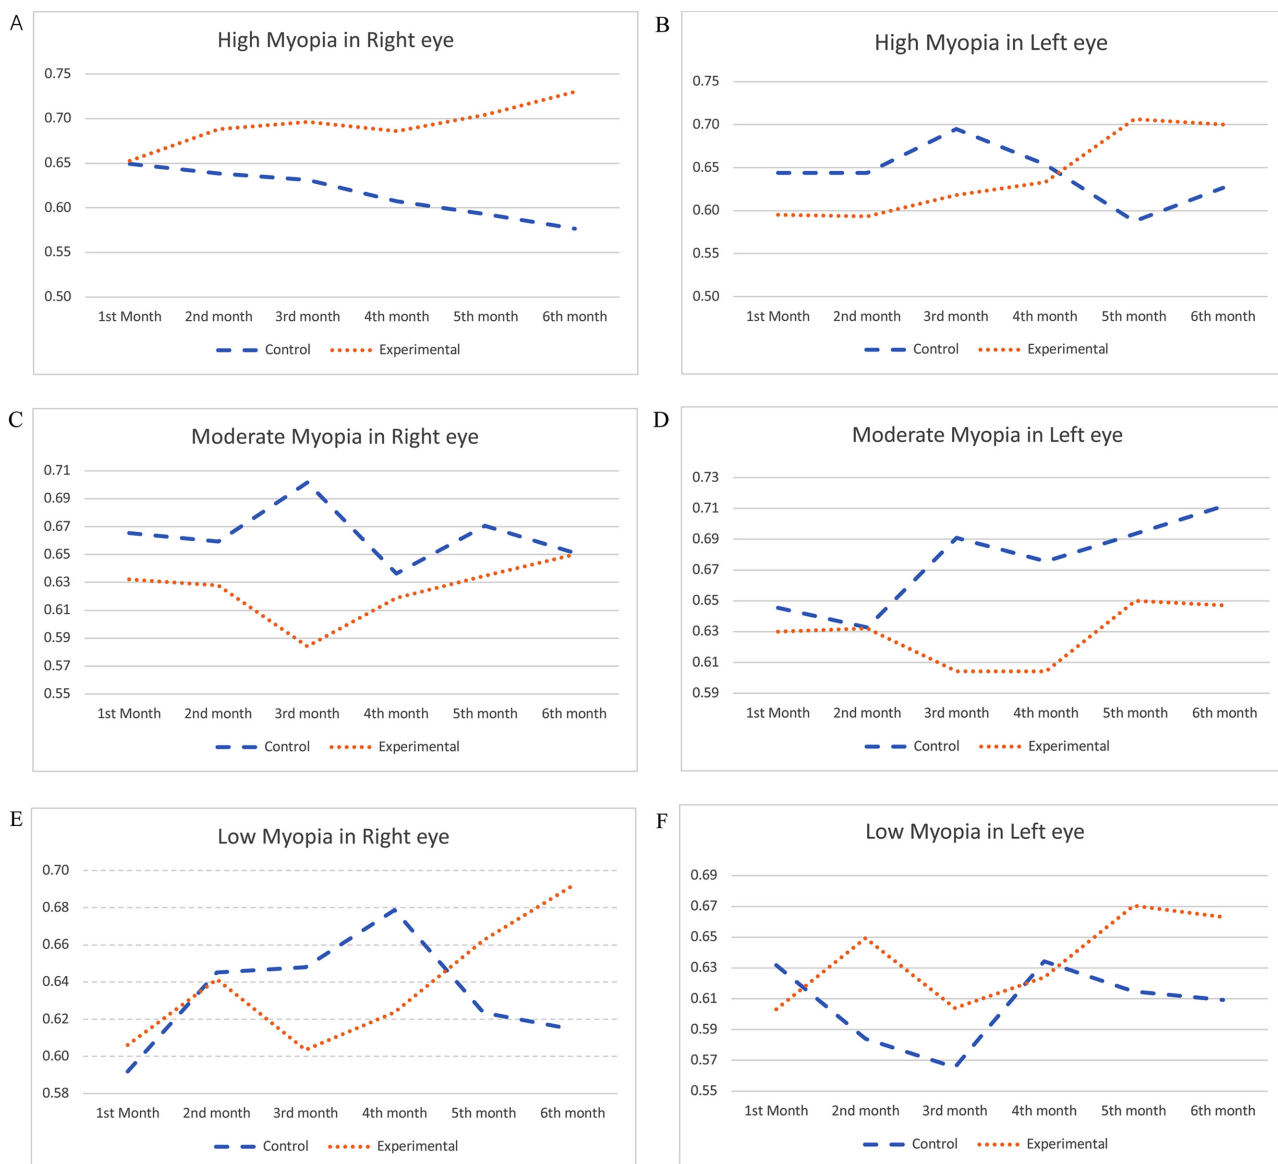 A
High Myopia in Right eye
0.75
0.70
0.65
0.60
0.55
0.50
1st Month 2nd month 3rd month 4th month 5th month 6th month
Control Experimental
B
High Myopia in Left eye
0.75
0.70
0.65
0.60
0.55
0.50
1st Month 2nd month 3rd month 4th month 5th month 6th month
Control Experimental
C
Moderate Myopia in Right eye
0.71
0.69
0.67
0.65
0.63
0.61
0.59
0.57
0.55
1st Month 2nd month 3rd month 4th month 5th month 6th month
Control Experimental
D
Moderate Myopia in Left eye
0.73
0.71
0.69
0.67
0.65
0.63
0.61
0.59
1st Month 2nd month 3rd month 4th month 5th month 6th month
Control Experimental
E
Low Myopia in Right eye
0.70
0.68
0.66
0.64
0.62
0.60
0.58
1st Month 2nd month 3rd month 4th month 5th month 6th month
Control Experimental
F
Low Myopia in Left eye
0.69
0.67
0.65
0.63
0.61
0.59
0.57
0.55
1st Month 2nd month 3rd month 4th month 5th month 6th month
Control Experimental